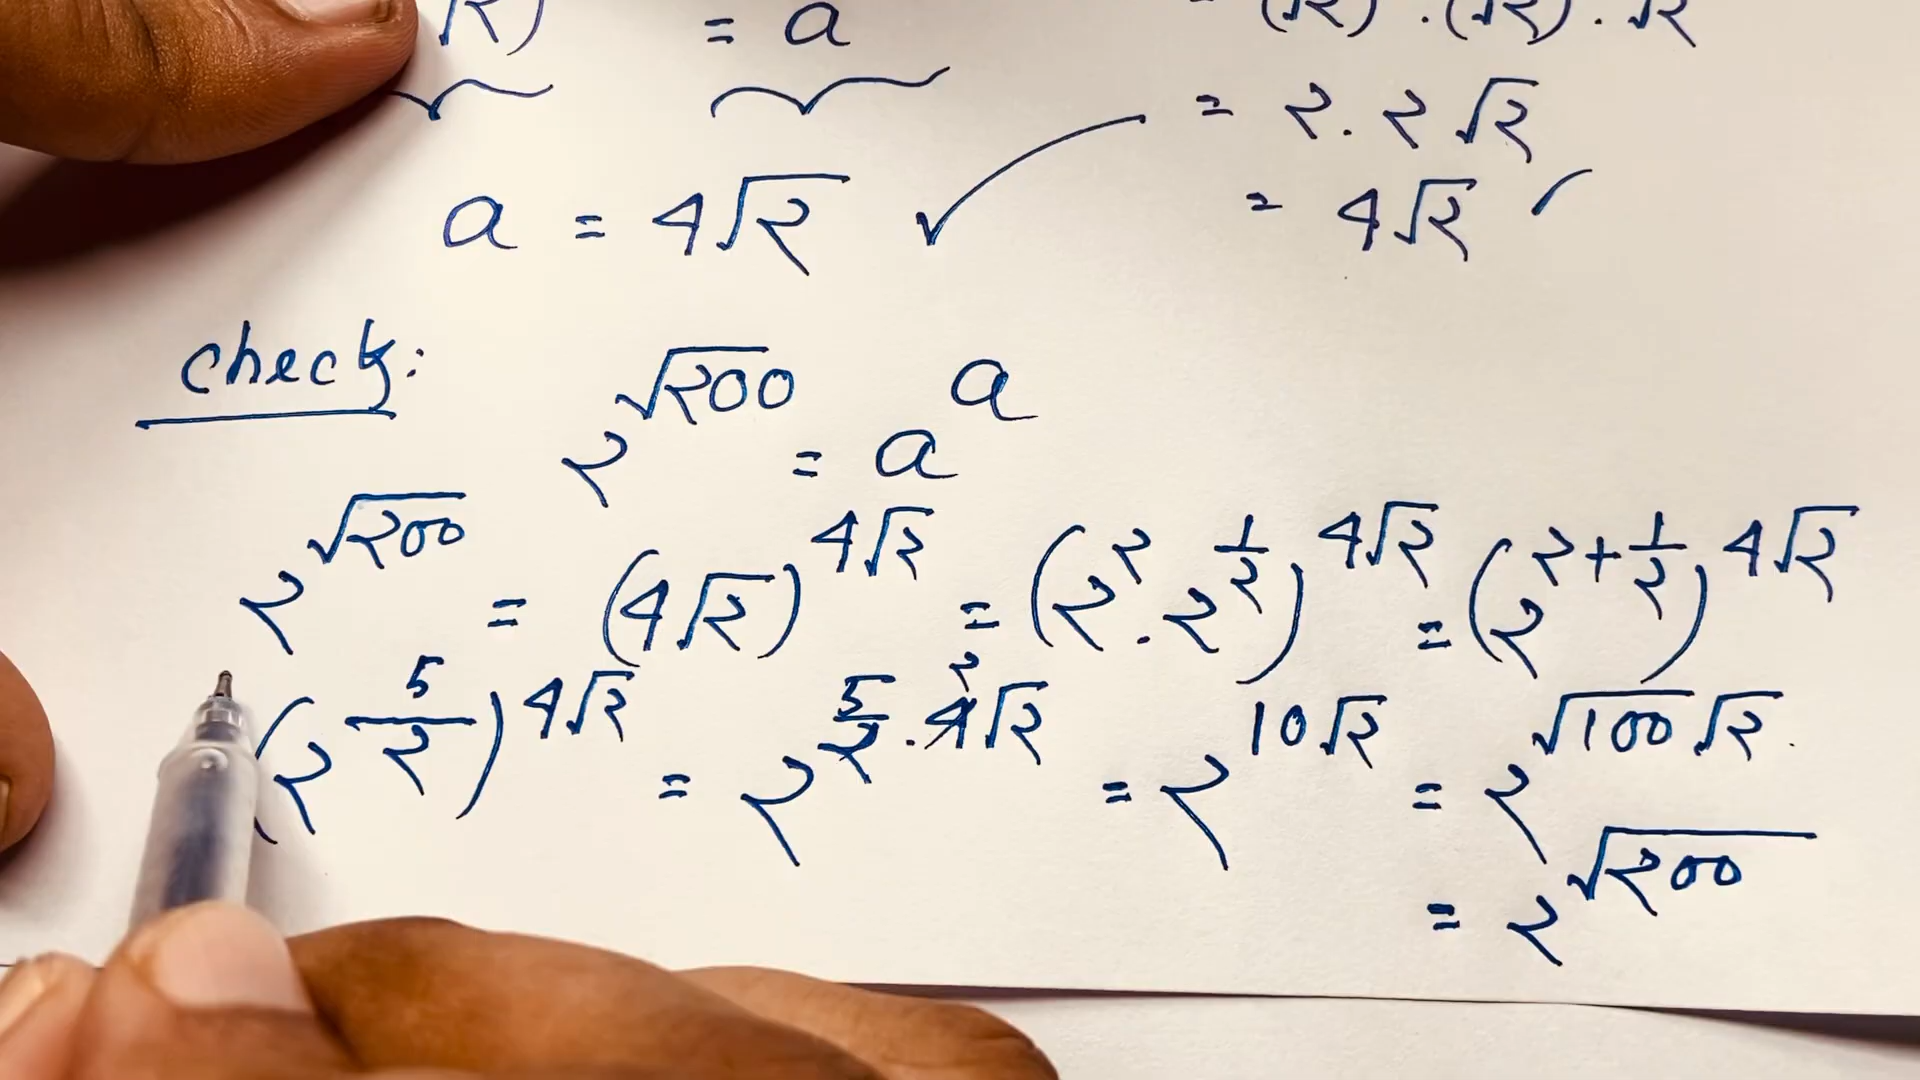 √2) = a = (√2) · (√2) · √2
= 2 · 2√2
a = 4√2 ✓ = 4√2 ✓
check:
2^√200 = a^a
2^√200 = (4√2)^4√2 = (2^2 · 2^1/2)^4√2 = (2^2+1/2)^4√2
(2^5/2)^4√2 = 2^5/2 · 4√2 = 2^10√2 = 2^√100√2
= 2^√200